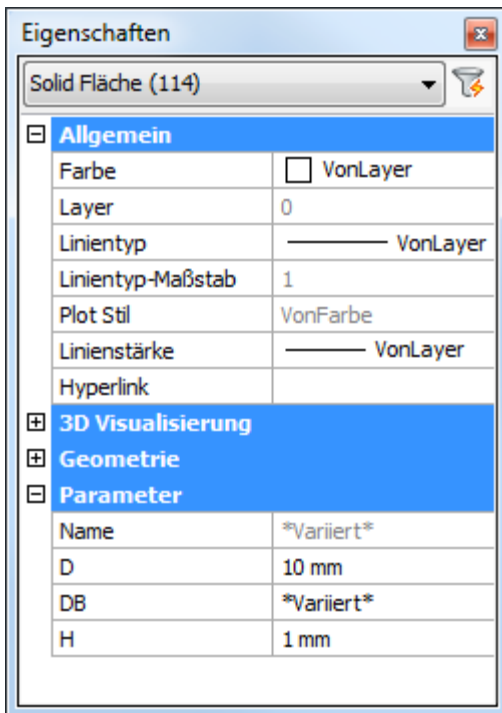 Eigenschaften
Solid Fläche (114)
Allgemein
Farbe VonLayer
Layer 0
Linientyp VonLayer
Linientyp-Maßstab 1
Plot Stil VonFarbe
Linienstärke VonLayer
Hyperlink
3D Visualisierung
Geometrie
Parameter
Name *Variiert*
D 10 mm
DB *Variiert*
H 1 mm